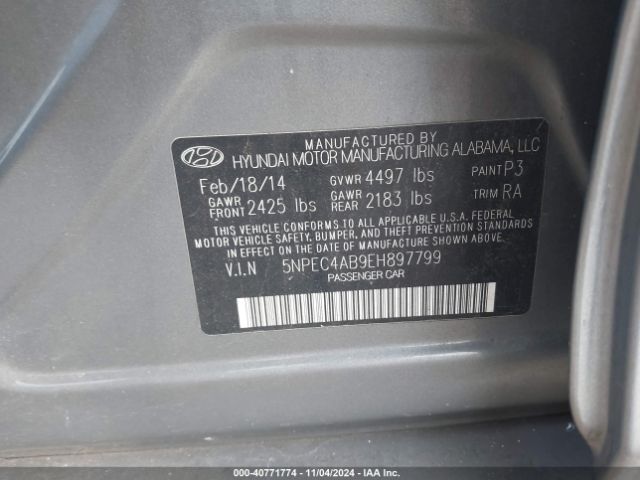 MANUFACTURED BY
HYUNDAI MOTOR MANUFACTURING ALABAMA, LLC
Feb/18/14 GVWR 4497 lbs PAINT P3
GAWR FRONT 2425 lbs GAWR REAR 2183 lbs TRIM RA
THIS VEHICLE CONFORMS TO ALL APPLICABLE U.S.A. FEDERAL
MOTOR VEHICLE SAFETY, BUMPER, AND THEFT PREVENTION STANDARDS
IN EFFECT ON THE DATE OF MANUFACTURE SHOWN ABOVE.
V.I.N 5NPEC4AB9EH897799
PASSENGER CAR
000-40771774 - 11/04/2024 - IAA Inc.